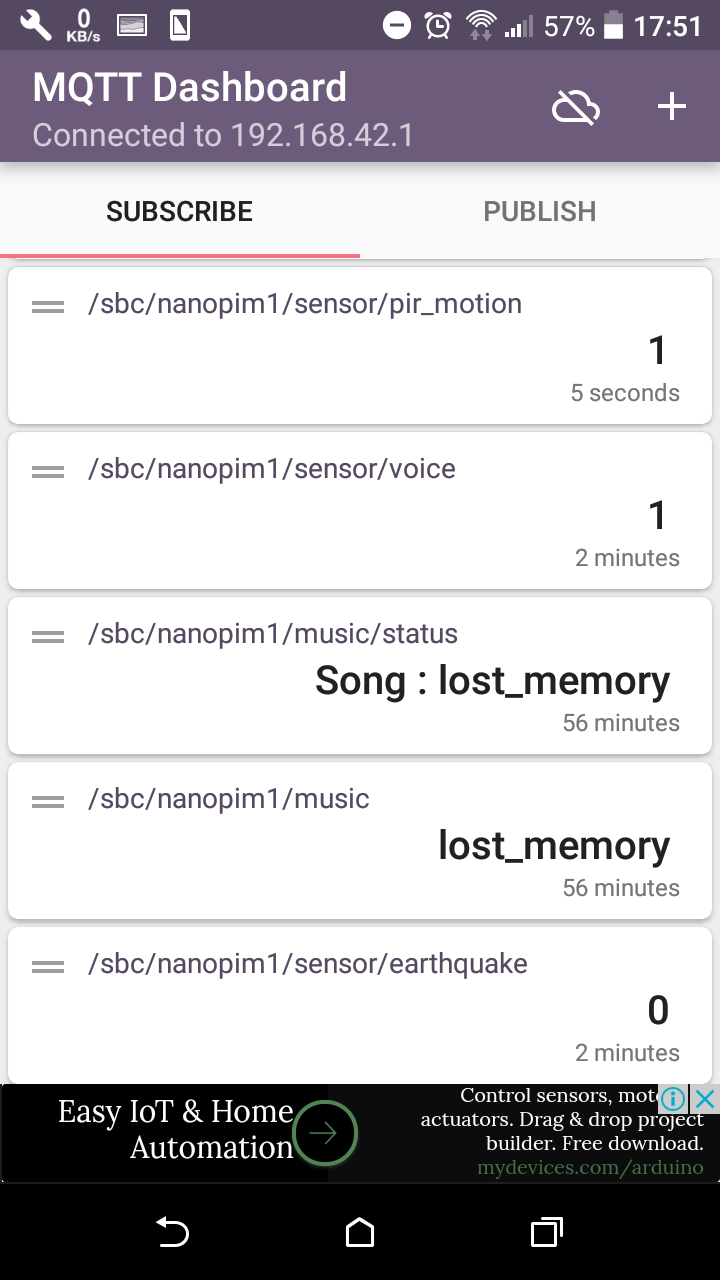 0
KB/s
57%
17:51
MQTT Dashboard
Connected to 192.168.42.1
SUBSCRIBE
PUBLISH
/sbc/nanopim1/sensor/pir_motion
1
5 seconds
/sbc/nanopim1/sensor/voice
1
2 minutes
/sbc/nanopim1/music/status
Song : lost_memory
56 minutes
/sbc/nanopim1/music
lost_memory
56 minutes
/sbc/nanopim1/sensor/earthquake
0
2 minutes
Easy IoT & Home
Automation
Control sensors,
actuators. Drag & drop project
builder. Free download.
mydevices.com/arduino